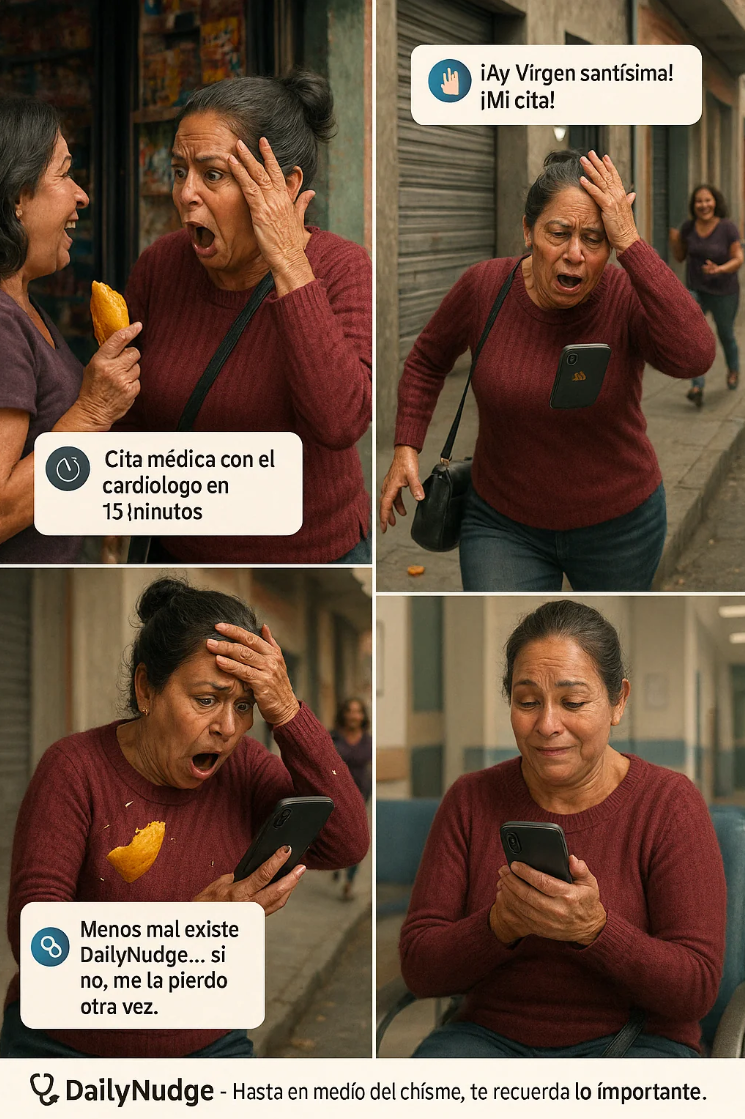 Cita médica con el
cardiologo en
15 minutos
¡Ay Virgen santísima!
¡Mi cita!
Menos mal existe
DailyNudge... si
no, me la pierdo
otra vez.
DailyNudge - Hasta en medío del chísme, te recuerda lo ímportante.